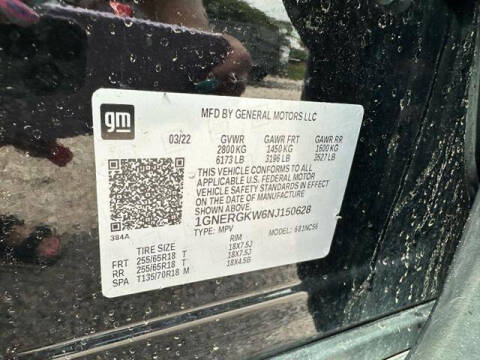 gm
MFD BY GENERAL MOTORS LLC
03/22 GVWR GAWR FRT GAWR RR
2800KG 1450 KG 1600 KG
6173 LB 3196 LB 3527 LB
THIS VEHICLE CONFORMS TO ALL
APPLICABLE U.S. FEDERAL MOTOR
VEHICLE SAFETY STANDARDS IN EFFECT
ON THE DATE OF MANUFACTURE SHOWN ABOVE.
1GNERGKW6NJ150628
384A
TYPE: MPV MODEL: 681NC56
TIRE SIZE RIM
FRT 255/65R18 T 18X7.5J
RR 255/65R18 T 18X7.5J
SPA T135/70R18 M 18X4.5B